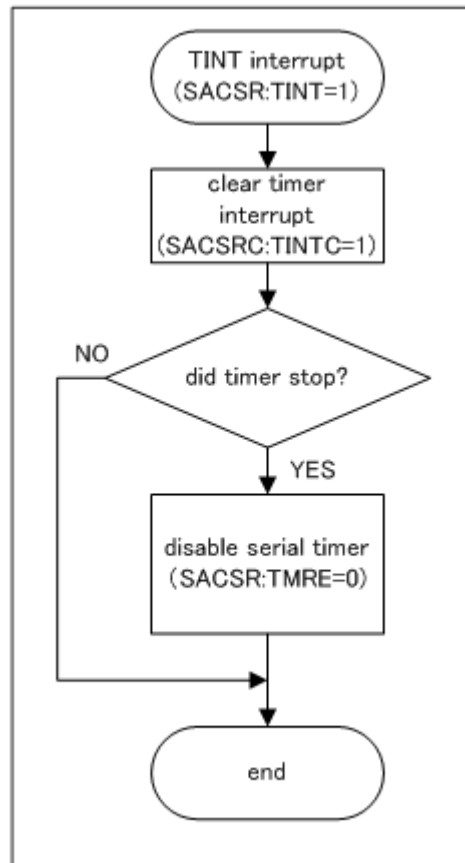 TINT interrupt
(SACSR:TINT=1)
clear timer
interrupt
(SACSRC:TINTC=1)
did timer stop?
NO
YES
disable serial timer
(SACSR:TMRE=0)
end